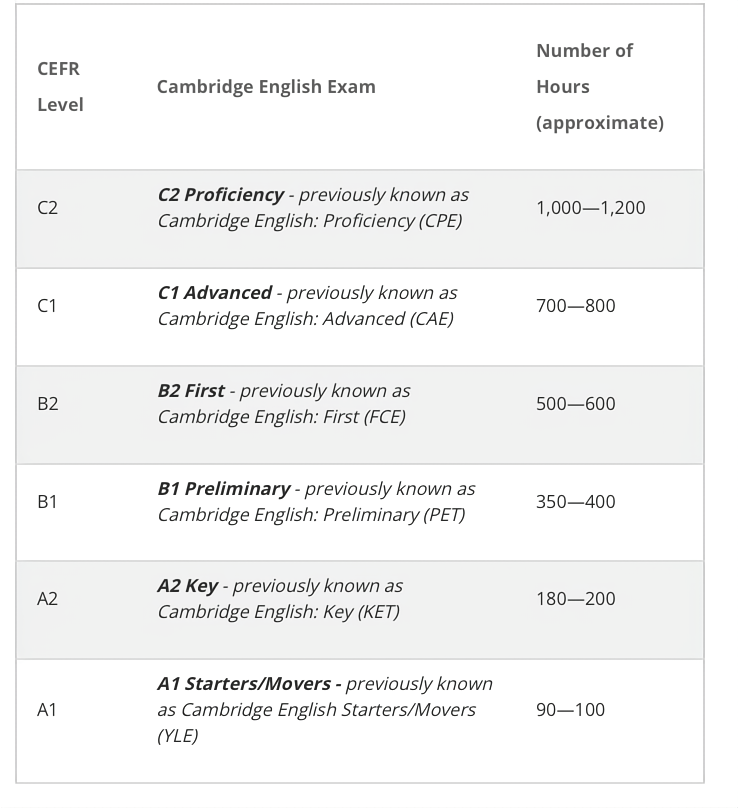 CEFR
Level
Cambridge English Exam
Number of
Hours
(approximate)
C2
C2 Proficiency - previously known as
Cambridge English: Proficiency (CPE)
1,000—1,200
C1
C1 Advanced - previously known as
Cambridge English: Advanced (CAE)
700—800
B2
B2 First - previously known as
Cambridge English: First (FCE)
500—600
B1
B1 Preliminary - previously known as
Cambridge English: Preliminary (PET)
350—400
A2
A2 Key - previously known as
Cambridge English: Key (KET)
180—200
A1
A1 Starters/Movers - previously known
as Cambridge English Starters/Movers
(YLE)
90—100